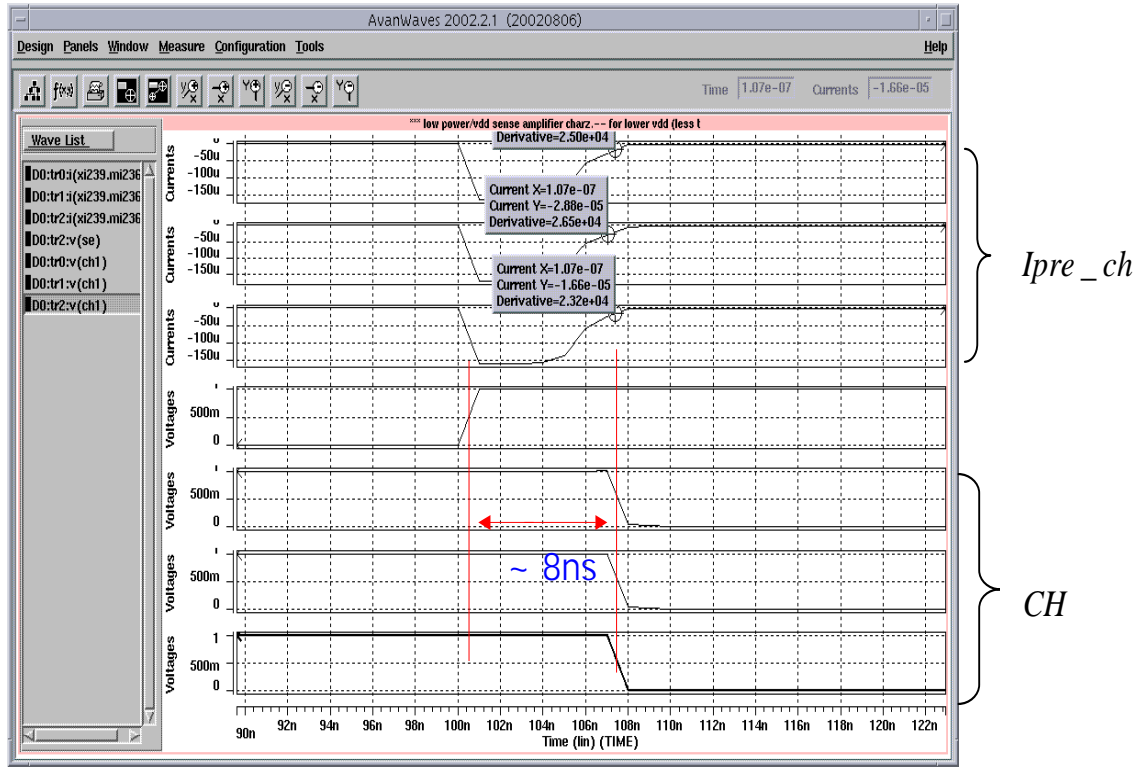 AvanWaves 2002.2.1 (20020806)
Design Panels Window Measure Configuration Tools Help
f(x) Time 1.07e-07 Currents -1.66e-05
*** low power/vdd sense amplifier charz.-- for lower vdd (less t
Wave List
D0:tr0:i(xi239.mi236
D0:tr1:i(xi239.mi236
D0:tr2:i(xi239.mi236
D0:tr2:v(se)
D0:tr0:v(ch1)
D0:tr1:v(ch1)
D0:tr2:v(ch1)
Currents
-50u
-100u
-150u
Derivative=2.50e+04
Currents
-50u
-100u
-150u
Current X=1.07e-07
Current Y=-2.88e-05
Derivative=2.65e+04
Currents
-50u
-100u
-150u
Current X=1.07e-07
Current Y=-1.66e-05
Derivative=2.32e+04
Ipre_ch
Voltages
500m
0
Voltages
500m
0
~ 8ns
Voltages
500m
0
CH
Voltages
1
500m
0
90n 92n 94n 96n 98n 100n 102n 104n 106n 108n 110n 112n 114n 116n 118n 120n 122n
Time (lin) (TIME)